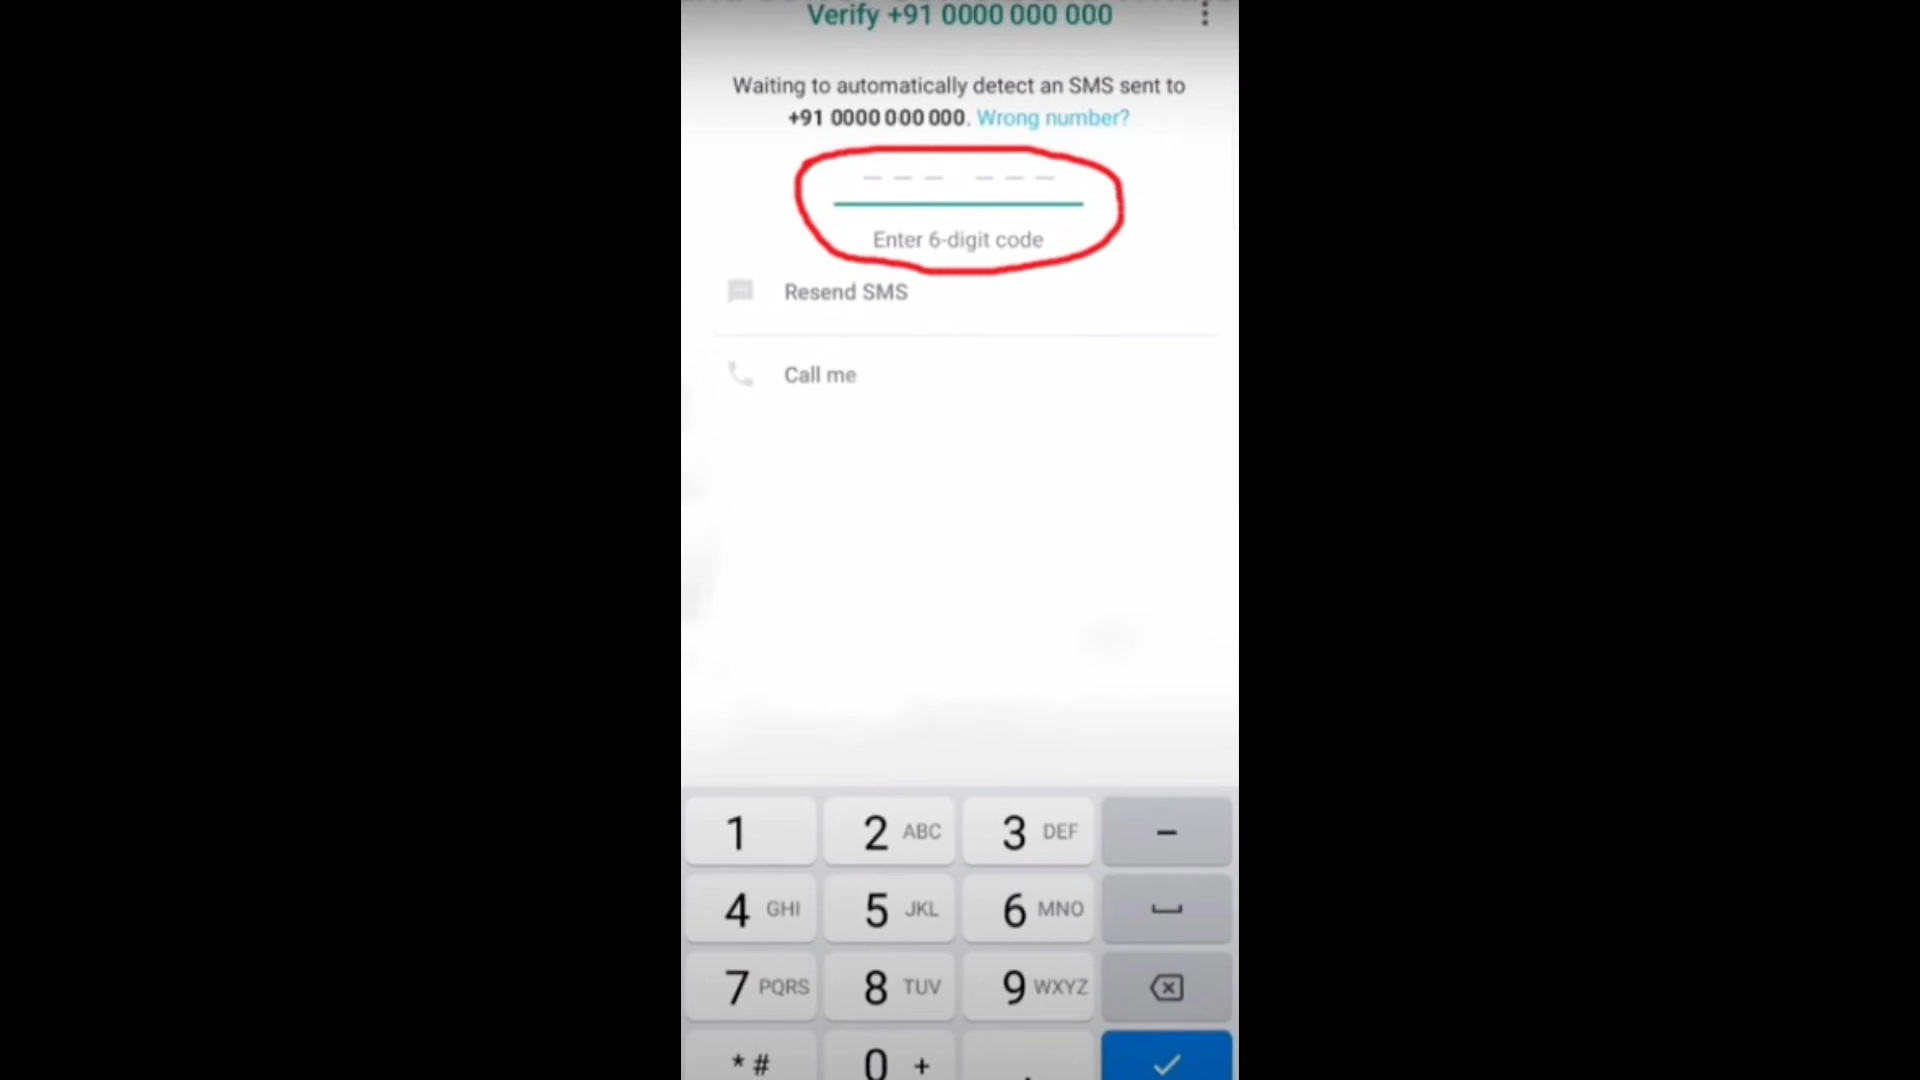 Verify +91 0000 000 000
Waiting to automatically detect an SMS sent to
+91 0000 000 000. Wrong number?
Enter 6-digit code
Resend SMS
Call me
1 2 ABC 3 DEF –
4 GHI 5 JKL 6 MNO
7 PQRS 8 TUV 9 WXYZ
* # 0 + .